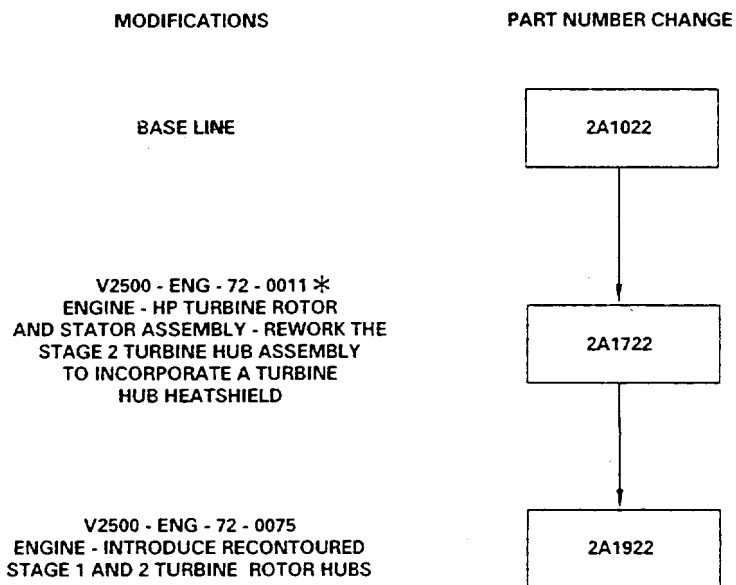 MODIFICATIONS
PART NUMBER CHANGE
BASE LINE
2A1022
V2500 - ENG - 72 - 0011 *
ENGINE - HP TURBINE ROTOR
AND STATOR ASSEMBLY - REWORK THE
STAGE 2 TURBINE HUB ASSEMBLY
TO INCORPORATE A TURBINE
HUB HEATSHIELD
2A1722
V2500 - ENG - 72 - 0075
ENGINE - INTRODUCE RECONTOURED
STAGE 1 AND 2 TURBINE ROTOR HUBS
2A1922